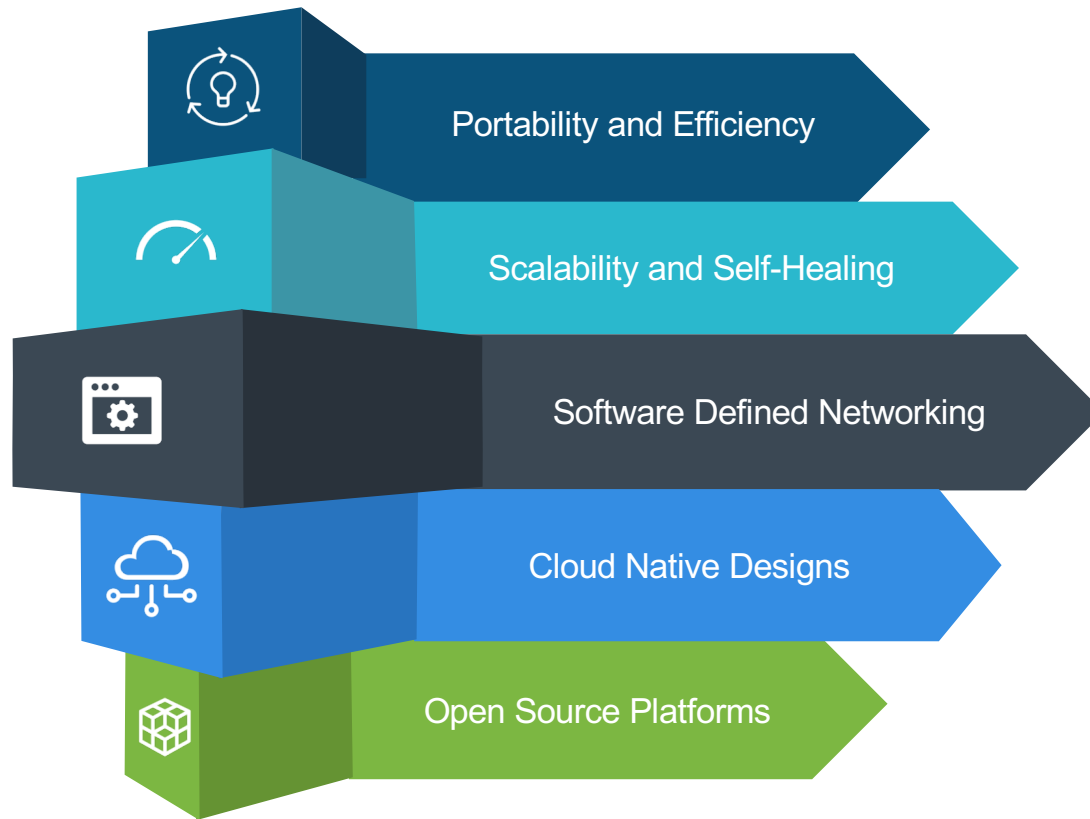 Portability and Efficiency
Scalability and Self-Healing
Software Defined Networking
Cloud Native Designs
Open Source Platforms